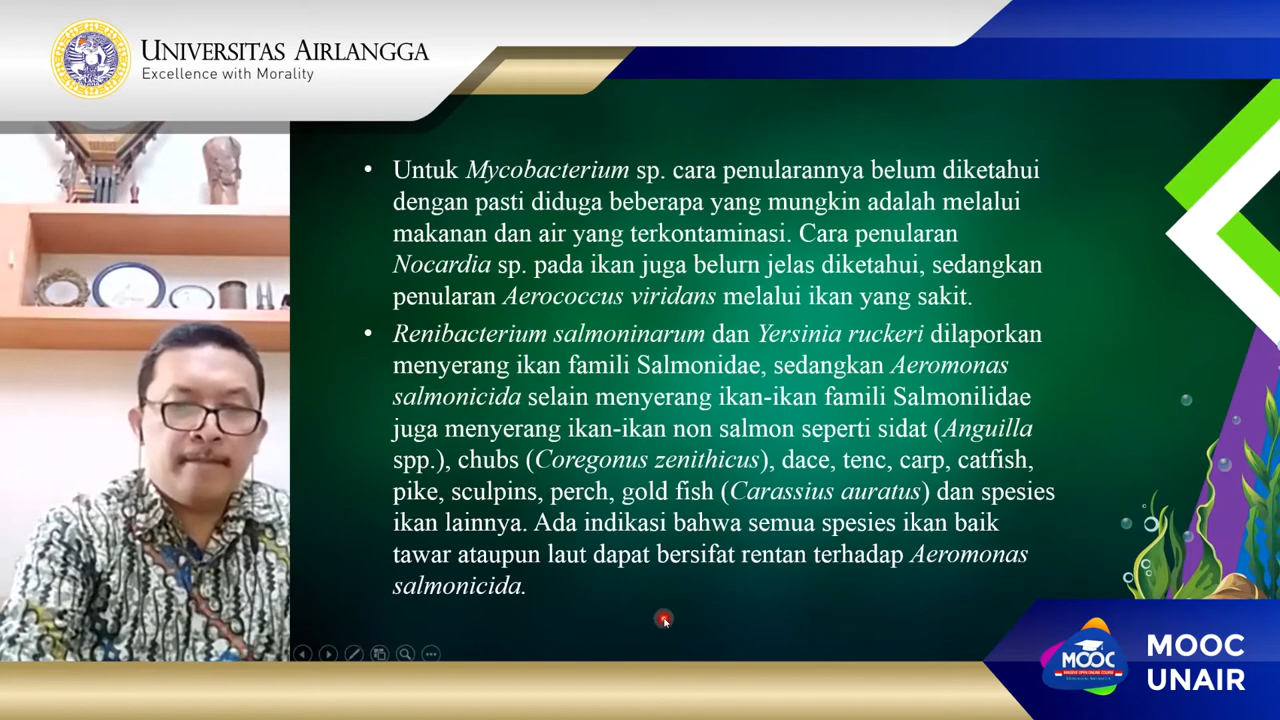 UNIVERSITAS AIRLANGGA
Excellence with Morality
• Untuk Mycobacterium sp. cara penularannya belum diketahui
dengan pasti diduga beberapa yang mungkin adalah melalui
makanan dan air yang terkontaminasi. Cara penularan
Nocardia sp. pada ikan juga belurn jelas diketahui, sedangkan
penularan Aerococcus viridans melalui ikan yang sakit.
• Renibacterium salmoninarum dan Yersinia ruckeri dilaporkan
menyerang ikan famili Salmonidae, sedangkan Aeromonas
salmonicida selain menyerang ikan-ikan famili Salmonilidae
juga menyerang ikan-ikan non salmon seperti sidat (Anguilla
spp.), chubs (Coregonus zenithicus), dace, tenc, carp, catfish,
pike, sculpins, perch, gold fish (Carassius auratus) dan spesies
ikan lainnya. Ada indikasi bahwa semua spesies ikan baik
tawar ataupun laut dapat bersifat rentan terhadap Aeromonas
salmonicida.
MOOC
MOOC
UNAIR